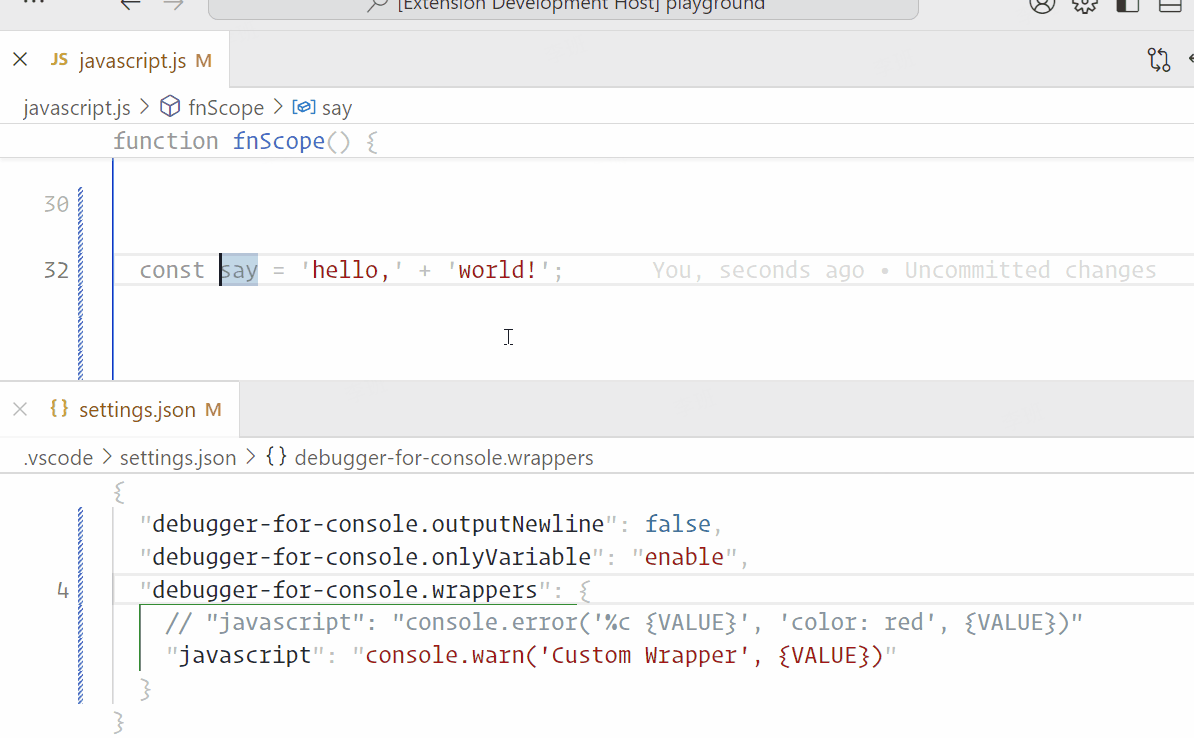 [Extension Development Host] playground
JS javascript.js M
javascript.js > fnScope > say
function fnScope() {
30
32 const say = 'hello,' + 'world!'; You, seconds ago • Uncommitted changes
{} settings.json M
.vscode > settings.json > {} debugger-for-console.wrappers
{
"debugger-for-console.outputNewline": false,
"debugger-for-console.onlyVariable": "enable",
4 "debugger-for-console.wrappers": {
// "javascript": "console.error('%c {VALUE}', 'color: red', {VALUE})"
"javascript": "console.warn('Custom Wrapper', {VALUE})"
}
}